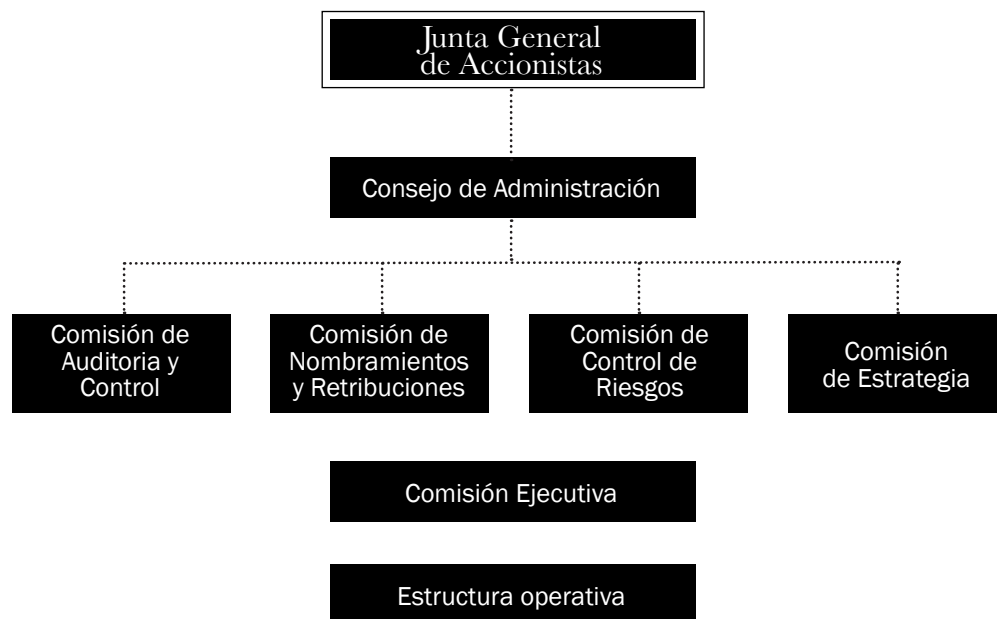 Junta General
de Accionistas
Consejo de Administración
Comisión de
Auditoria y
Control
Comisión de
Nombramientos
y Retribuciones
Comisión de
Control de
Riesgos
Comisión
de Estrategia
Comisión Ejecutiva
Estructura operativa